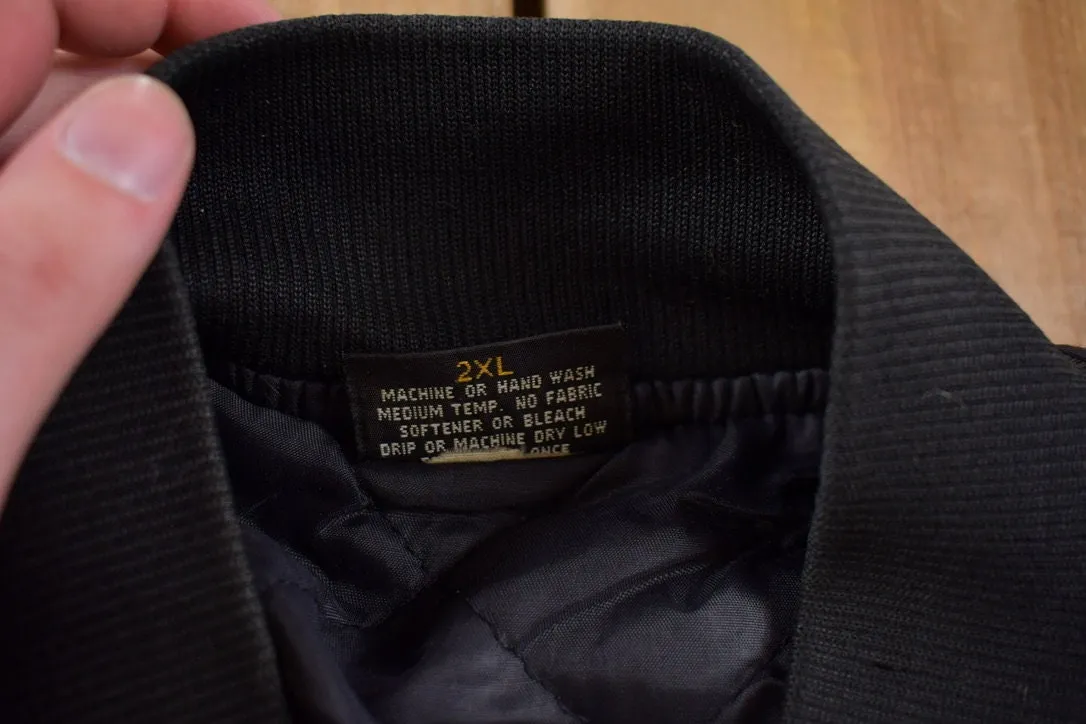 2XL
MACHINE OR HAND WASH
MEDIUM TEMP. NO FABRIC
SOFTENER OR BLEACH
DRIP OR MACHINE DRY LOW